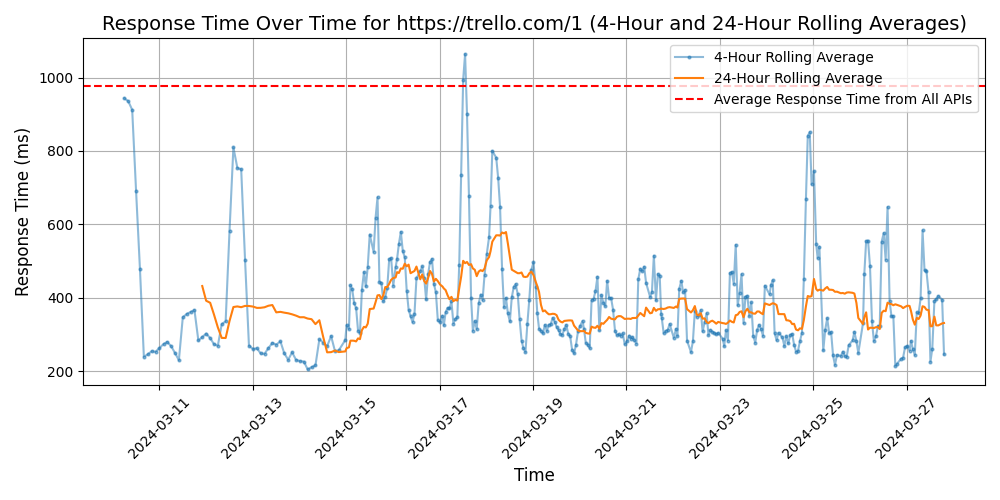 Response Time Over Time for https://trello.com/1 (4-Hour and 24-Hour Rolling Averages)
4-Hour Rolling Average
24-Hour Rolling Average
Average Response Time from All APIs
Response Time (ms)
1000
800
600
400
200
2024-03-11
2024-03-13
2024-03-15
2024-03-17
2024-03-19
2024-03-21
2024-03-23
2024-03-25
2024-03-27
Time